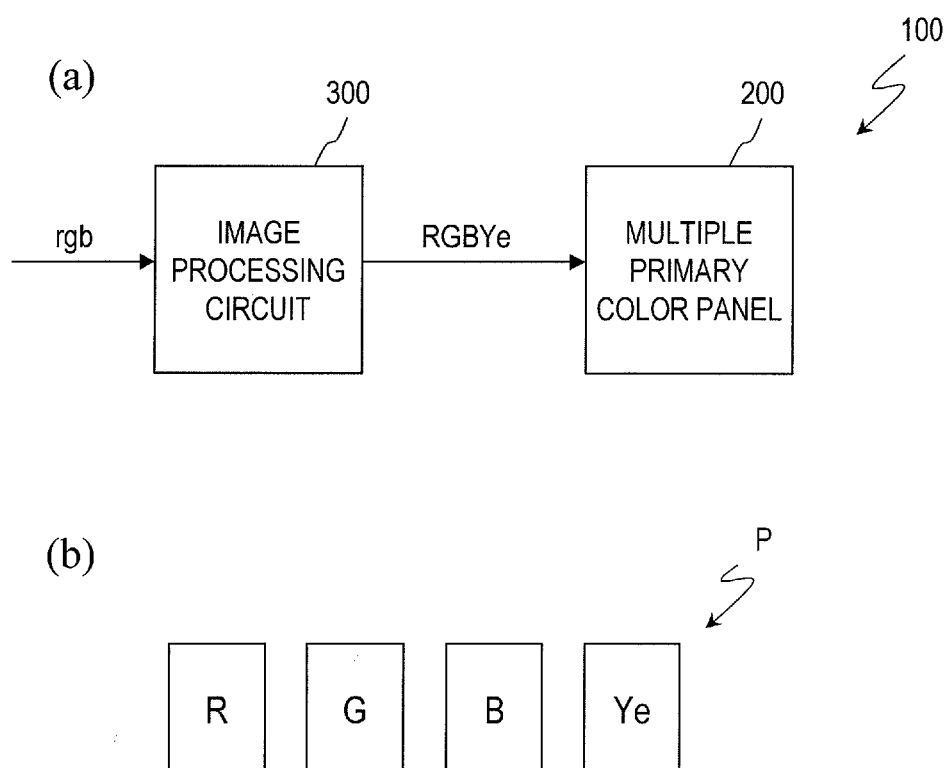 100
(a)
300
200
rgb
IMAGE
PROCESSING
CIRCUIT
RGBYe
MULTIPLE
PRIMARY
COLOR PANEL
(b)
P
R G B Ye